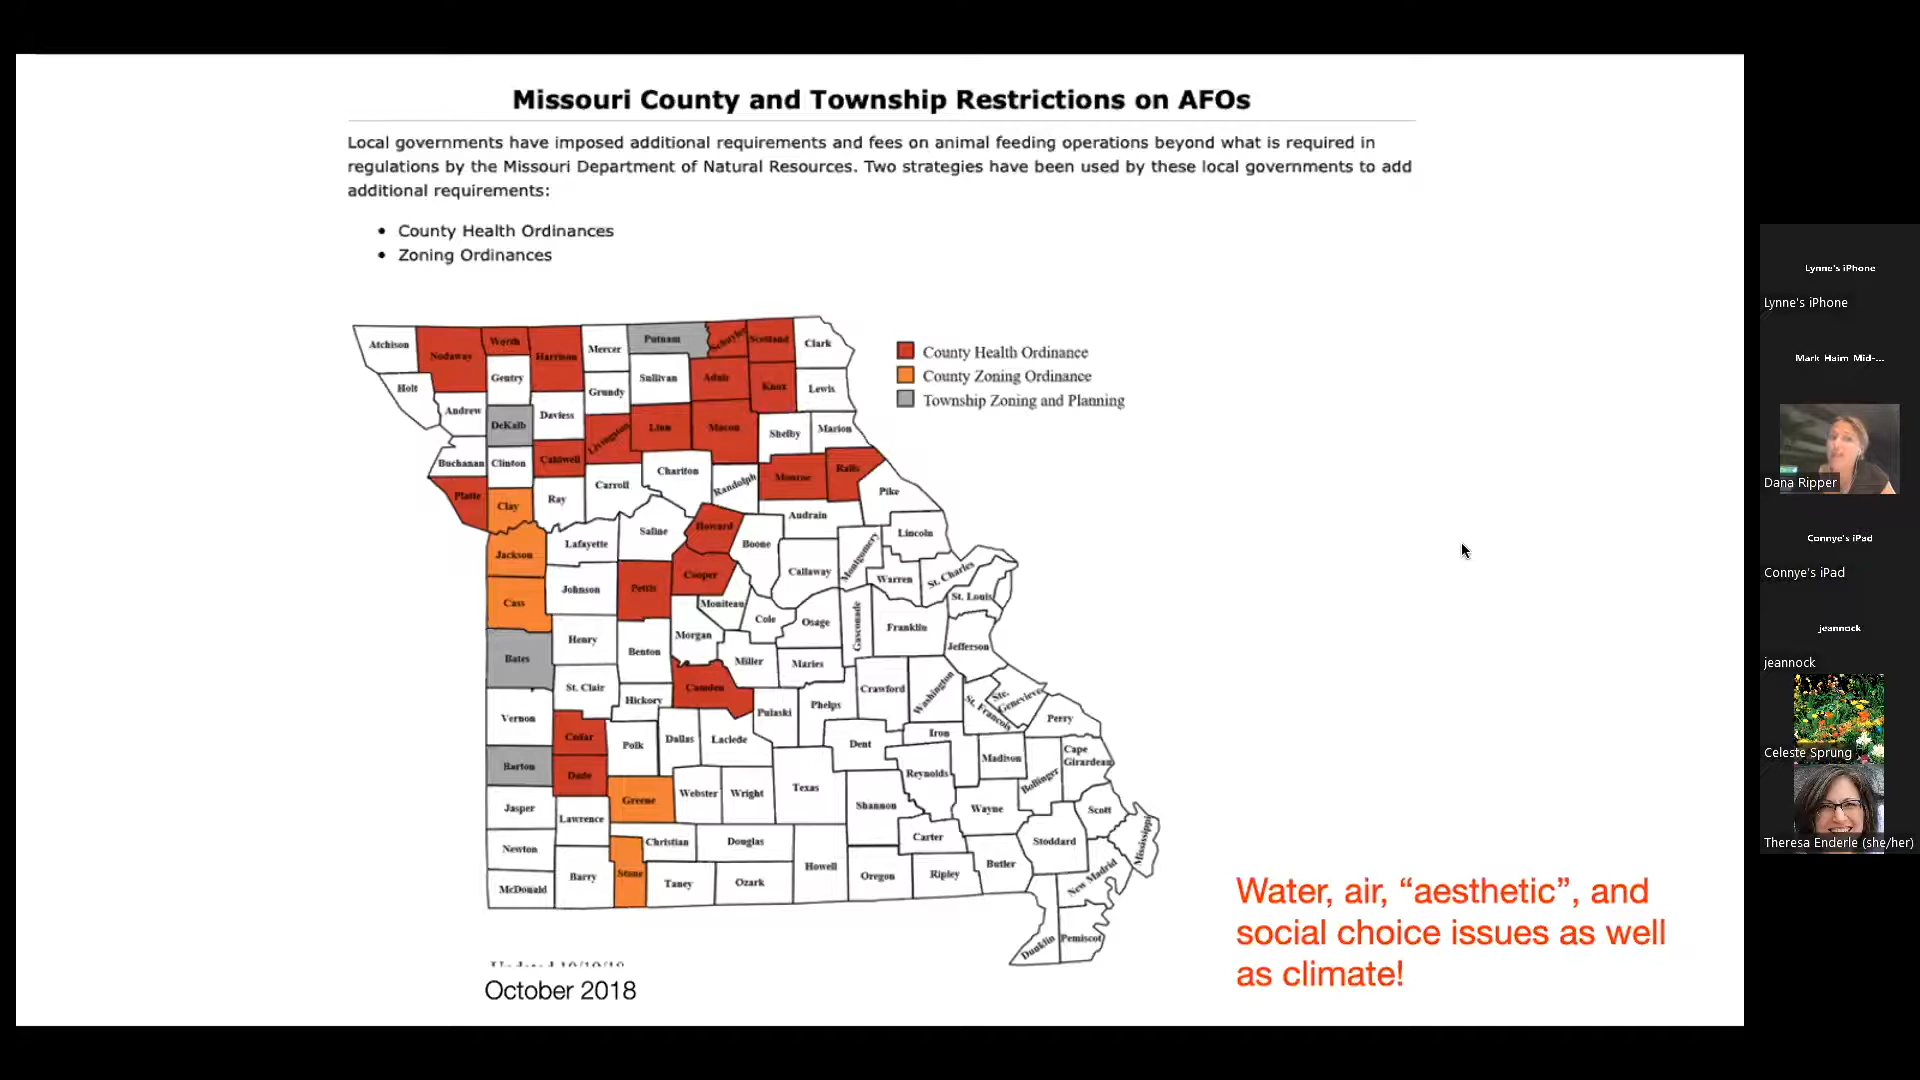 Missouri County and Township Restrictions on AFOs
Local governments have imposed additional requirements and fees on animal feeding operations beyond what is required in
regulations by the Missouri Department of Natural Resources. Two strategies have been used by these local governments to add
additional requirements:
• County Health Ordinances
• Zoning Ordinances
County Health Ordinance
County Zoning Ordinance
Township Zoning and Planning
Atchison
Nodaway
Worth
Harrison
Mercer
Putnam
Schuyler
Scotland
Clark
Holt
Gentry
Grundy
Sullivan
Adair
Knox
Lewis
Andrew
DeKalb
Daviess
Livingston
Linn
Macon
Shelby
Marion
Buchanan
Clinton
Caldwell
Carroll
Chariton
Randolph
Monroe
Ralls
Pike
Platte
Clay
Ray
Saline
Howard
Boone
Audrain
Montgomery
Lincoln
Jackson
Lafayette
Cooper
Callaway
Warren
St. Charles
St. Louis
Cass
Johnson
Pettis
Moniteau
Cole
Osage
Gasconade
Franklin
Jefferson
Bates
Henry
Benton
Morgan
Miller
Maries
Crawford
Washington
St. Francois
Ste.
Genevieve
Perry
St. Clair
Hickory
Camden
Pulaski
Phelps
Vernon
Cedar
Polk
Dallas
Laclede
Dent
Iron
Madison
Bollinger
Cape
Girardeau
Barton
Dade
Greene
Webster
Wright
Texas
Shannon
Reynolds
Wayne
Scott
Mississippi
Jasper
Lawrence
Christian
Douglas
Carter
Stoddard
Newton
Barry
Stone
Taney
Ozark
Howell
Oregon
Ripley
Butler
New Madrid
McDonald
Dunklin
Pemiscot
October 2018
Water, air, “aesthetic”, and
social choice issues as well
as climate!
Lynne's iPhone
Lynne's iPhone
Mark Haim Mid-...
Dana Ripper
Connye's iPad
Connye's iPad
jeannock
jeannock
Celeste Sprung
Theresa Enderle (she/her)